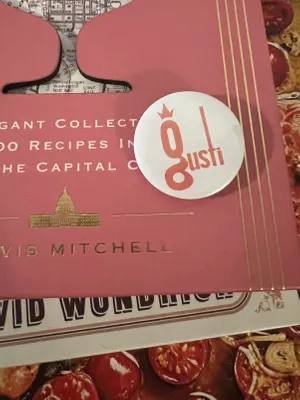 GANT COLLECT
00 RECIPES IN
HE CAPITAL C
gusti
VIS MITCHELL
VID WONDRICH